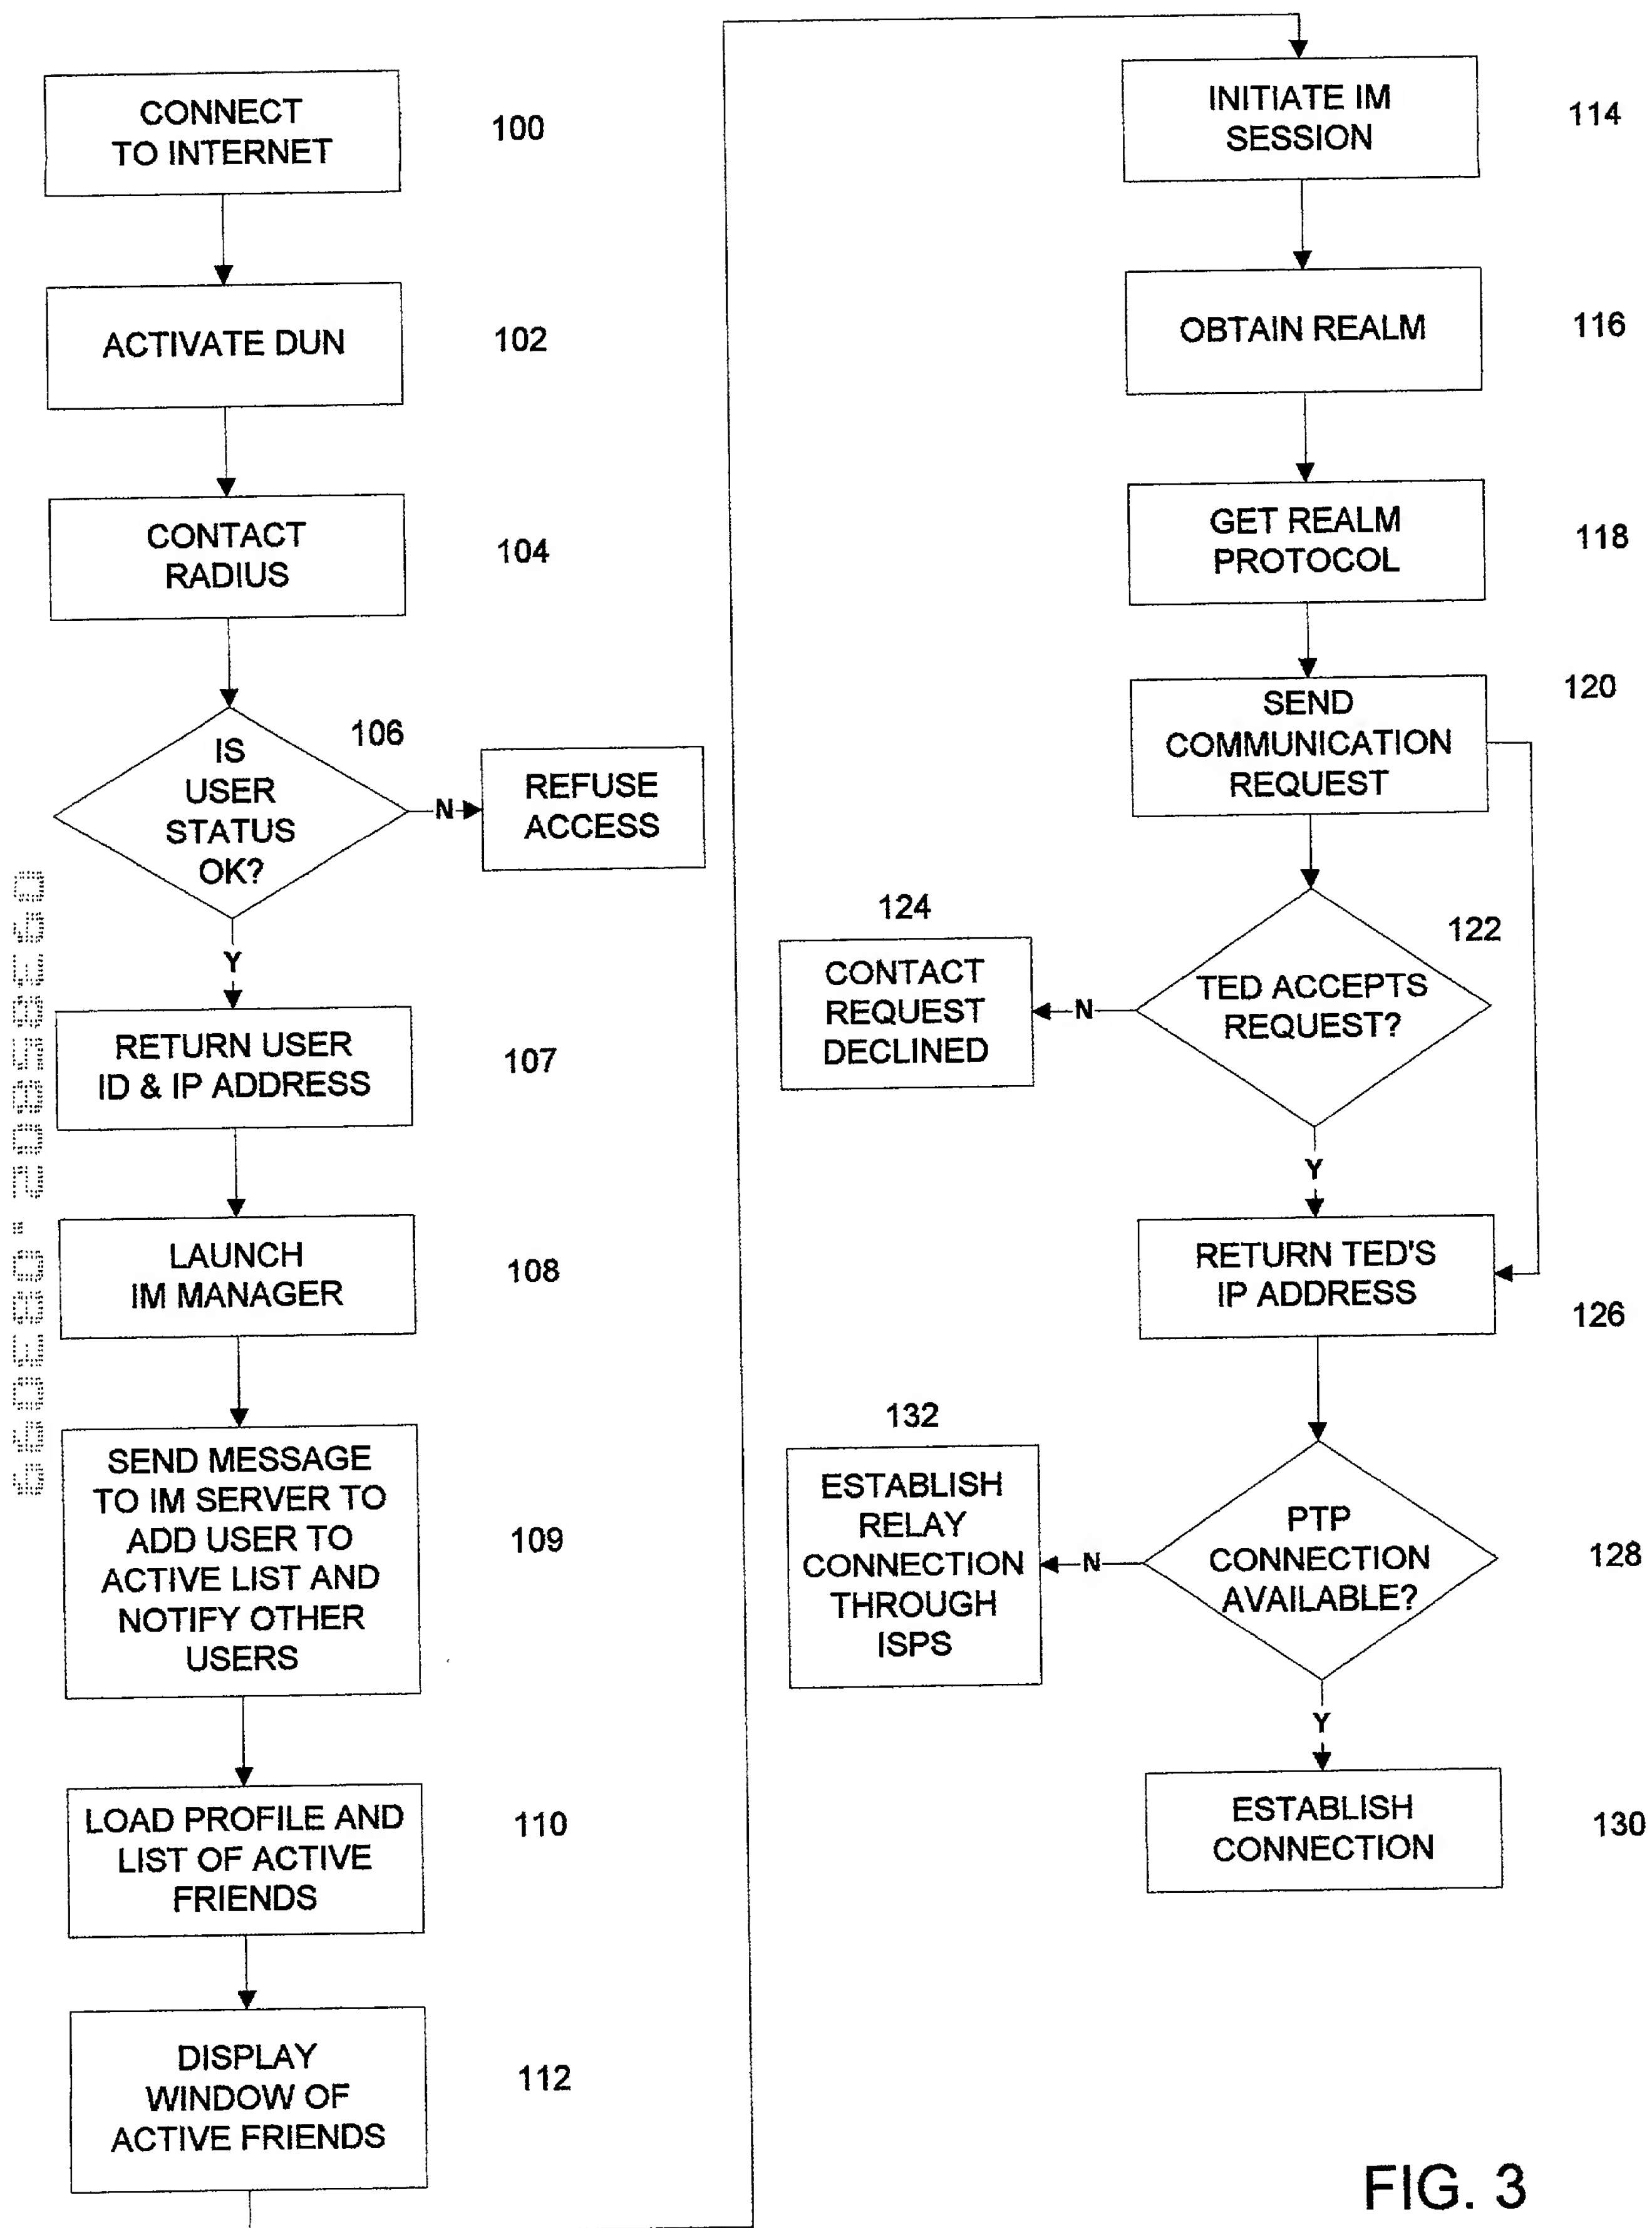 CONNECT
TO INTERNET
100
ACTIVATE DUN
102
CONTACT
RADIUS
104
IS
USER
STATUS
OK?
106
N
REFUSE
ACCESS
Y
RETURN USER
ID & IP ADDRESS
107
LAUNCH
IM MANAGER
108
SEND MESSAGE
TO IM SERVER TO
ADD USER TO
ACTIVE LIST AND
NOTIFY OTHER
USERS
109
LOAD PROFILE AND
LIST OF ACTIVE
FRIENDS
110
DISPLAY
WINDOW OF
ACTIVE FRIENDS
112
INITIATE IM
SESSION
114
OBTAIN REALM
116
GET REALM
PROTOCOL
118
SEND
COMMUNICATION
REQUEST
120
TED ACCEPTS
REQUEST?
122
N
124
CONTACT
REQUEST
DECLINED
Y
RETURN TED'S
IP ADDRESS
126
PTP
CONNECTION
AVAILABLE?
128
N
132
ESTABLISH
RELAY
CONNECTION
THROUGH
ISPS
Y
ESTABLISH
CONNECTION
130
FIG. 3